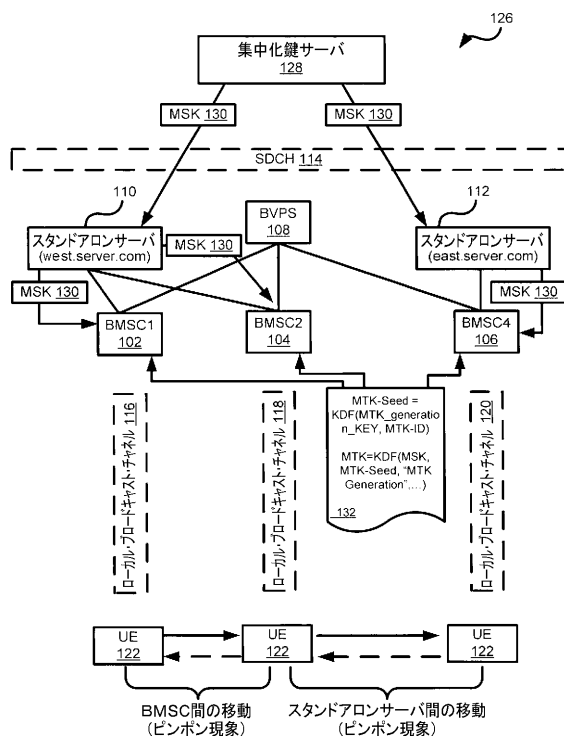 126
集中化鍵サーバ
128
MSK 130
MSK 130
SDCH 114
110
112
スタンドアロンサーバ
(west.server.com)
MSK 130
BVPS
108
スタンドアロンサーバ
(east.server.com)
MSK 130
MSK 130
BMSC1
102
BMSC2
104
BMSC4
106
ローカル・ブロードキャスト・チャネル 116
ローカル・ブロードキャスト・チャネル 118
MTK-Seed =
KDF(MTK_generatio
n_KEY, MTK-ID)
MTK=KDF(MSK,
MTK-Seed, “MTK
Generation”,...)
132
ローカル・ブロードキャスト・チャネル 120
UE
122
UE
122
UE
122
BMSC間の移動
(ピンポン現象)
スタンドアロンサーバ間の移動
(ピンポン現象)